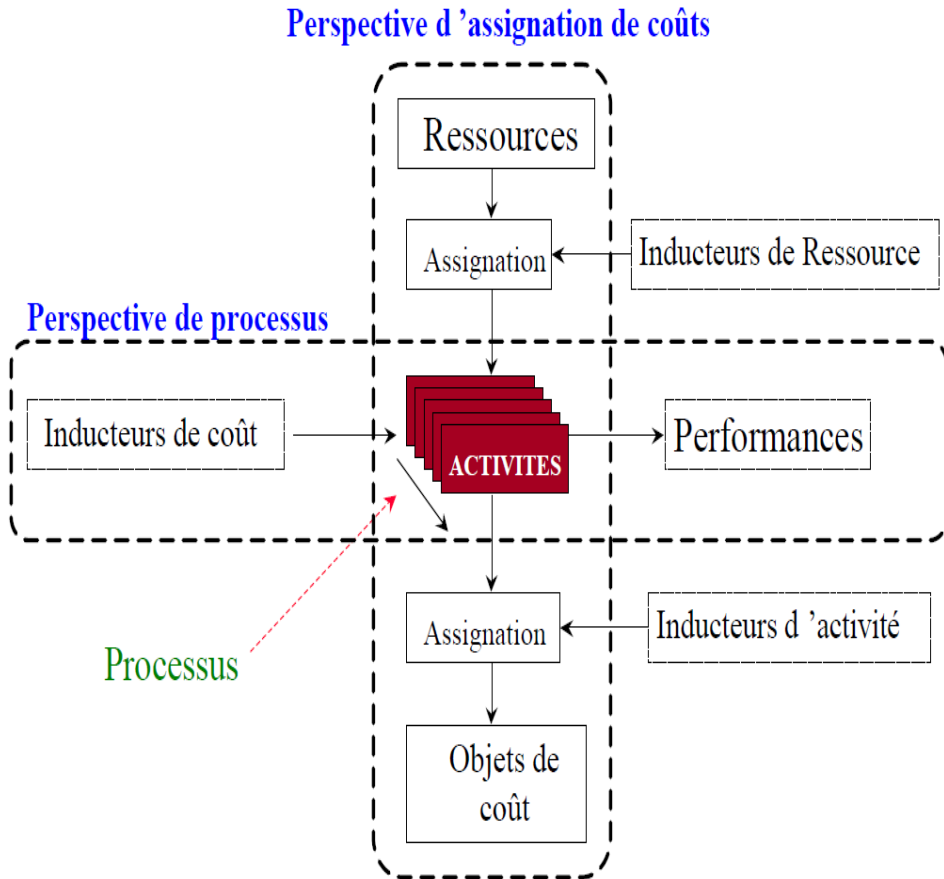 Perspective d ’assignation de coûts
Ressources
Assignation
Inducteurs de Ressource
Perspective de processus
Inducteurs de coût
ACTIVITES
Performances
Assignation
Inducteurs d ’activité
Processus
Objets de
coût